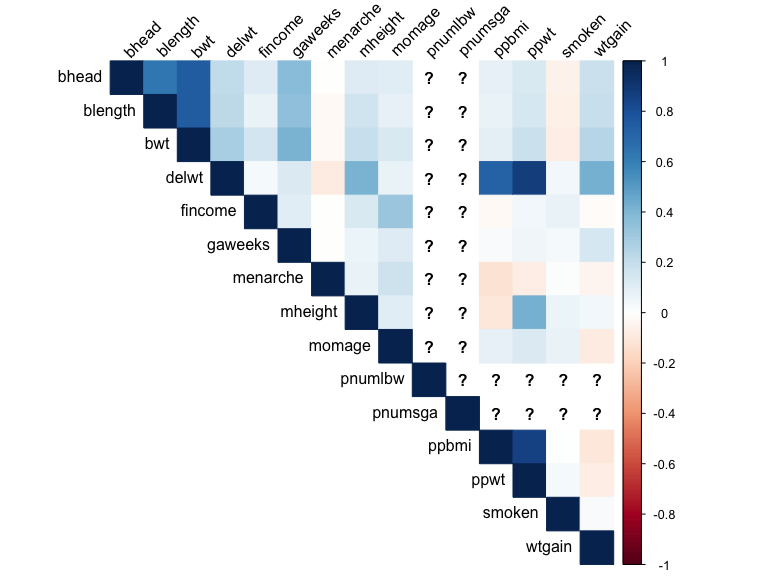 bhead blength bwt delwt fincome gaweeks menarche mheight momage pnumlbw pnumsga ppbmi ppwt smoken wtgain
bhead ? ?
blength ? ?
bwt ? ?
delwt ? ?
fincome ? ?
gaweeks ? ?
menarche ? ?
mheight ? ?
momage ? ?
pnumlbw ? ? ? ? ?
pnumsga ? ? ? ?
ppbmi
ppwt
smoken
wtgain
1
0.8
0.6
0.4
0.2
0
-0.2
-0.4
-0.6
-0.8
-1